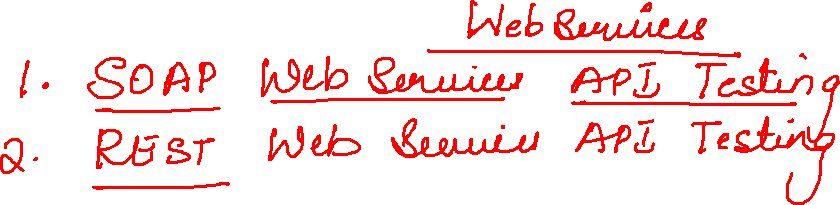 Web Services
1. SOAP Web Services API Testing
2. REST Web Services API Testing